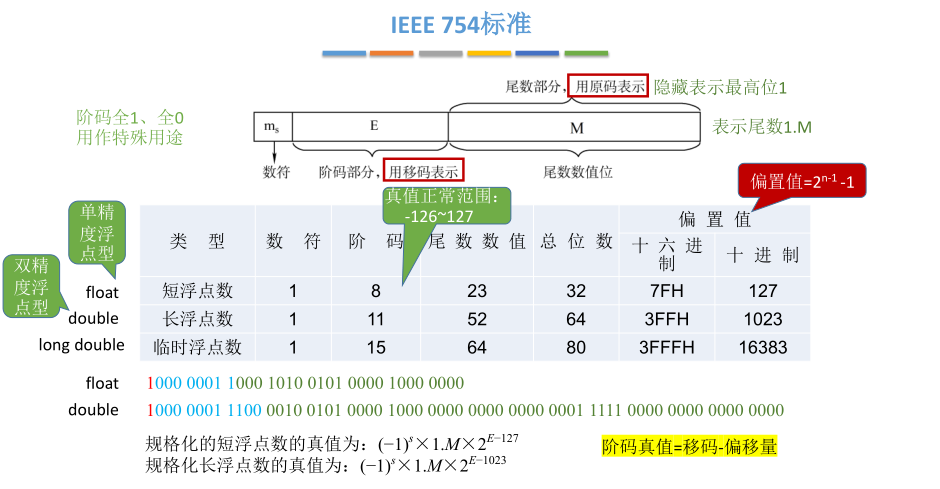 IEEE 754标准
尾数部分，用原码表示 隐藏表示最高位1
阶码全1、全0
用作特殊用途
ms E M
表示尾数1.M
数符 阶码部分，用移码表示 尾数数值位
偏置值=2^n-1 -1
真值正常范围：
-126~127
单精
度浮
点型
双精
度浮
点型
类 型 数 符 阶 码 尾 数 数 值 总 位 数 偏 置 值
十 六 进 制 十 进 制
float 短浮点数 1 8 23 32 7FH 127
double 长浮点数 1 11 52 64 3FFH 1023
long double 临时浮点数 1 15 64 80 3FFFH 16383
float 1000 0001 1000 1010 0101 0000 1000 0000
double 1000 0001 1100 0010 0101 0000 1000 0000 0000 0000 0001 1111 0000 0000 0000 0000
规格化的短浮点数的真值为：(−1)^s×1.M×2^E−127
规格化长浮点数的真值为：(−1)^s×1.M×2^E−1023
阶码真值=移码-偏移量